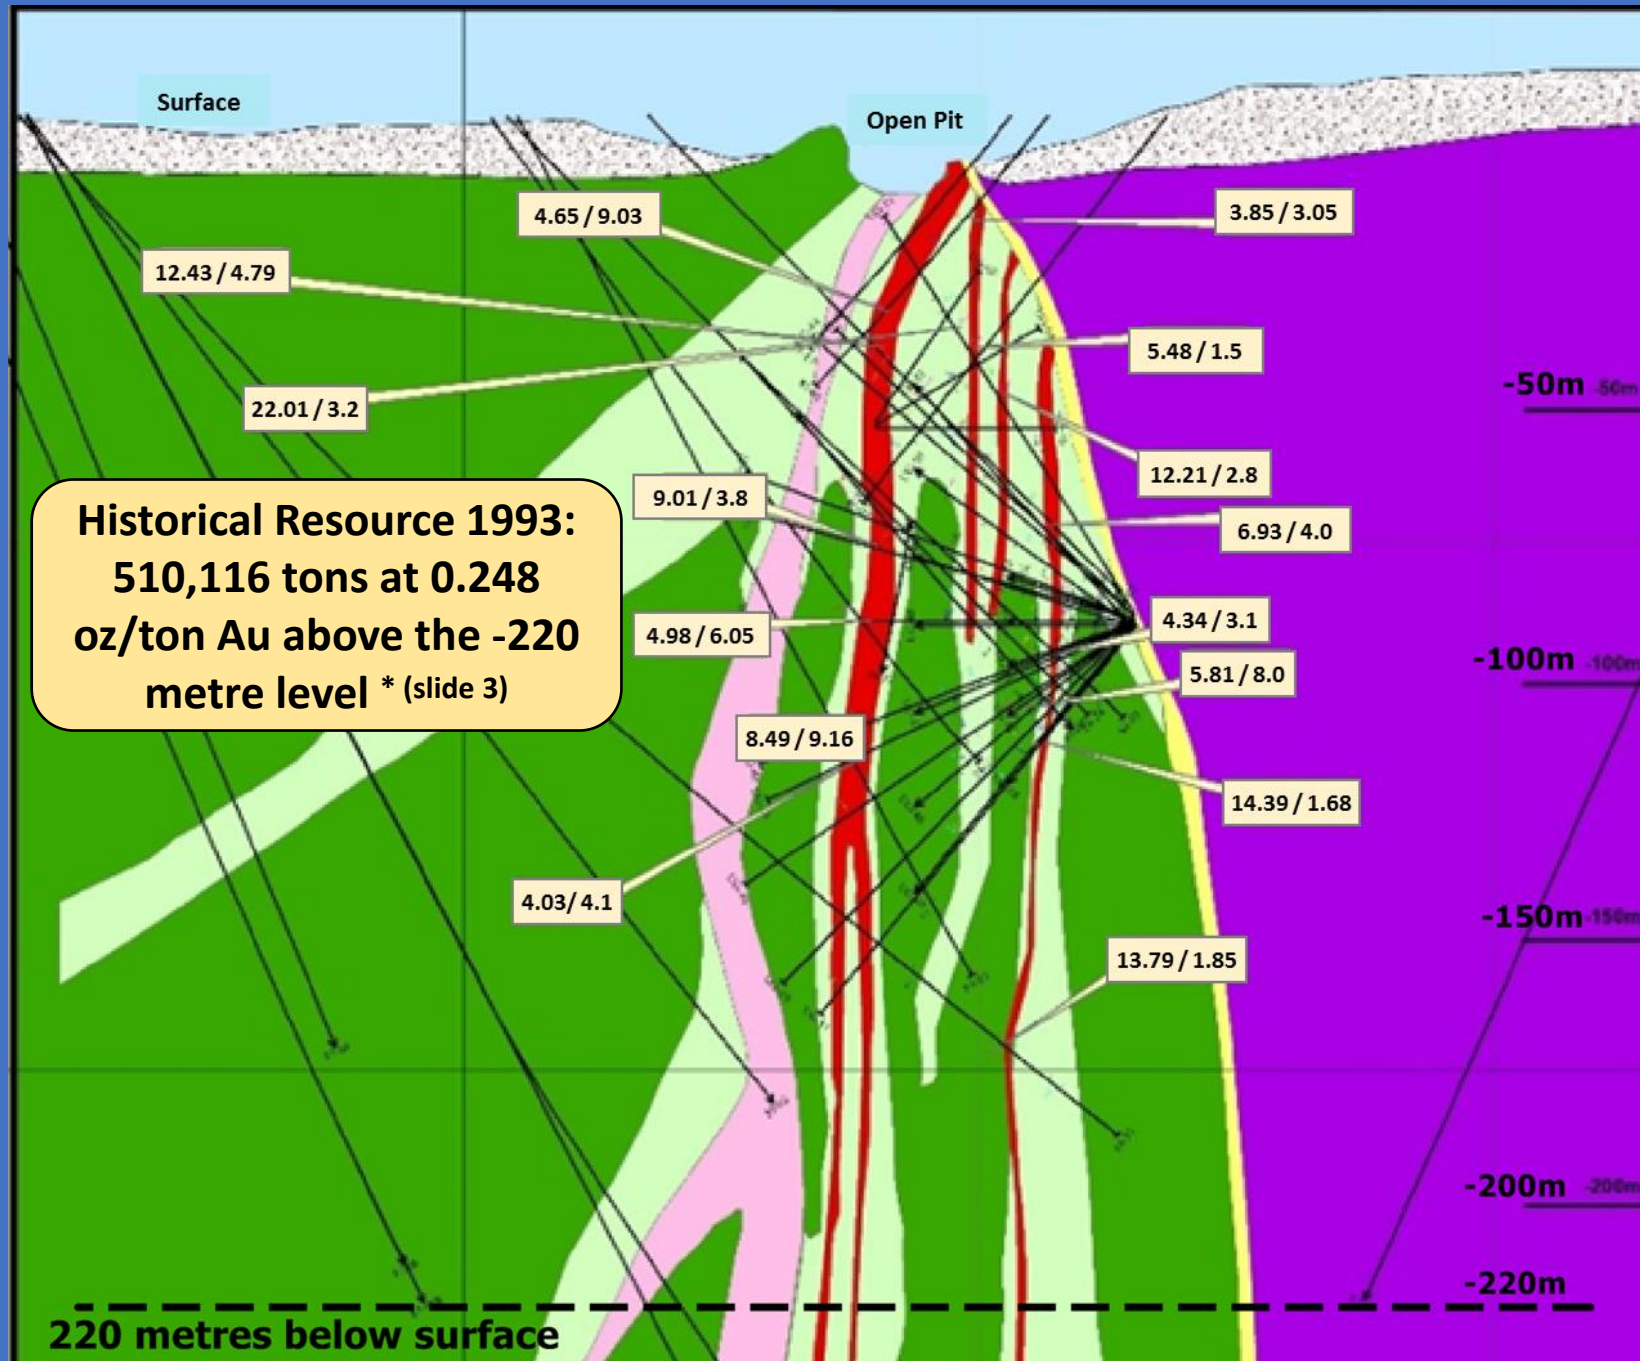 Surface
Open Pit
4.65 / 9.03
3.85 / 3.05
12.43 / 4.79
5.48 / 1.5
-50m -50m
22.01 / 3.2
12.21 / 2.8
9.01 / 3.8
6.93 / 4.0
Historical Resource 1993:
510,116 tons at 0.248
oz/ton Au above the -220
metre level * (slide 3)
4.34 / 3.1
4.98 / 6.05
-100m -100m
5.81 / 8.0
8.49 / 9.16
14.39 / 1.68
4.03/ 4.1
-150m -150m
13.79 / 1.85
-200m -200m
-220m
220 metres below surface